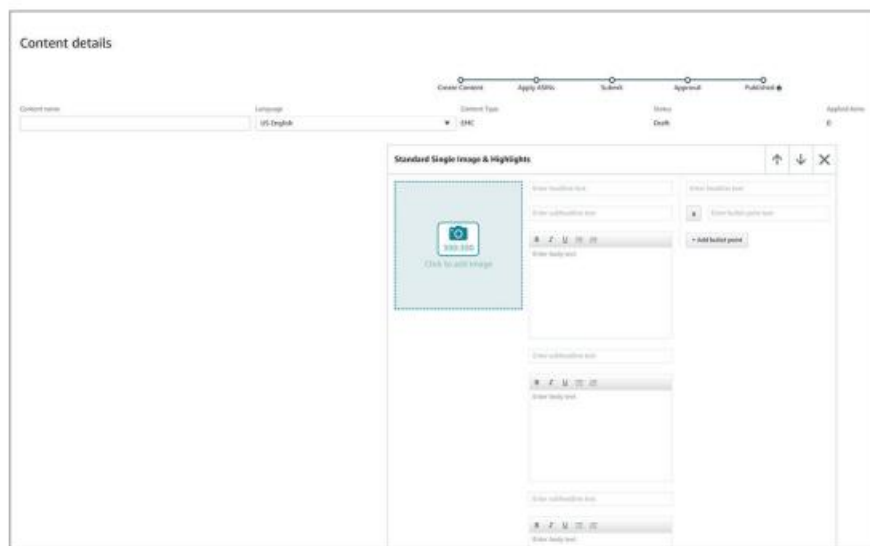 Content details
Create Content Apply ASINs Submit Approval Published
Content name Language Content Type Status Applied ASINs
US English EMC Draft 0
Standard Single Image & Highlights
Enter headline text Enter headline text
Enter subheadline text Enter bullet point text
B I U + Add bullet point
300:300
Enter body text
Click to add image
Enter subheadline text
B I U
Enter body text
Enter subheadline text
B I U
Enter body text